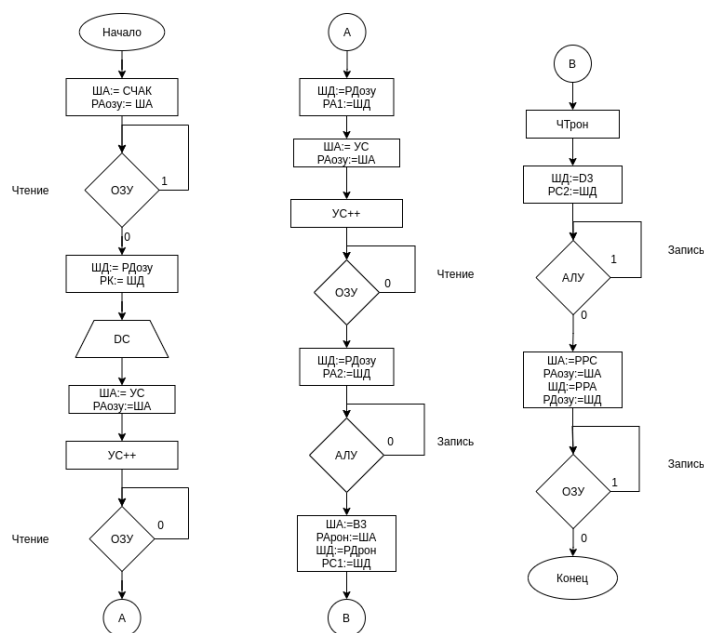 Начало
ША:= СЧАК
РАозу:= ША
Чтение
ОЗУ
1
0
ШД:= РДозу
РК:= ШД
DC
ША:= УС
РАозу:=ША
УС++
Чтение
ОЗУ
0
А
А
ШД:=РДозу
РА1:=ШД
ША:= УС
РАозу:=ША
УС++
Чтение
ОЗУ
0
ШД:=РДозу
РА2:=ШД
АЛУ
0
Запись
ША:=В3
РАрон:=ША
ШД:=РДрон
РС1:=ШД
В
В
ЧТрон
ШД:=D3
РС2:=ШД
АЛУ
1
Запись
0
ША:=РРС
РАозу:=ША
ШД:=РРА
РДозу:=ШД
ОЗУ
1
Запись
0
Конец